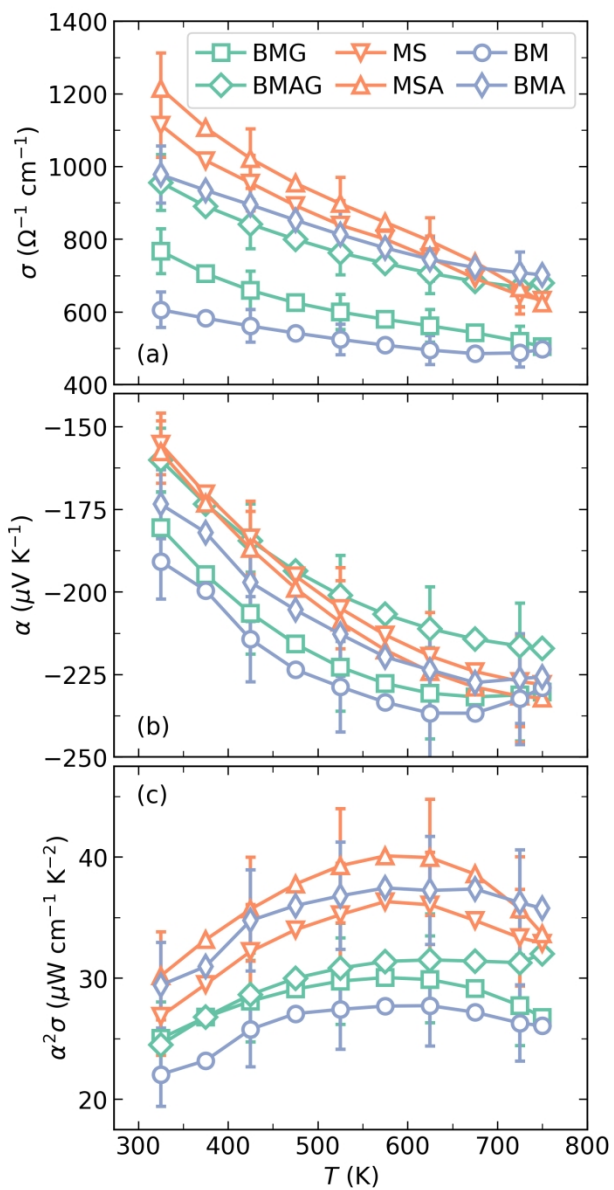 1400
1200
1000
800
600
400
σ (Ω⁻¹ cm⁻¹)
BMG MS BM
BMAG MSA BMA
(a)
−150
−175
−200
−225
−250
α (μV K⁻¹)
(b)
(c)
40
30
20
α²σ (μW cm⁻¹ K⁻²)
300 400 500 600 700 800
T (K)